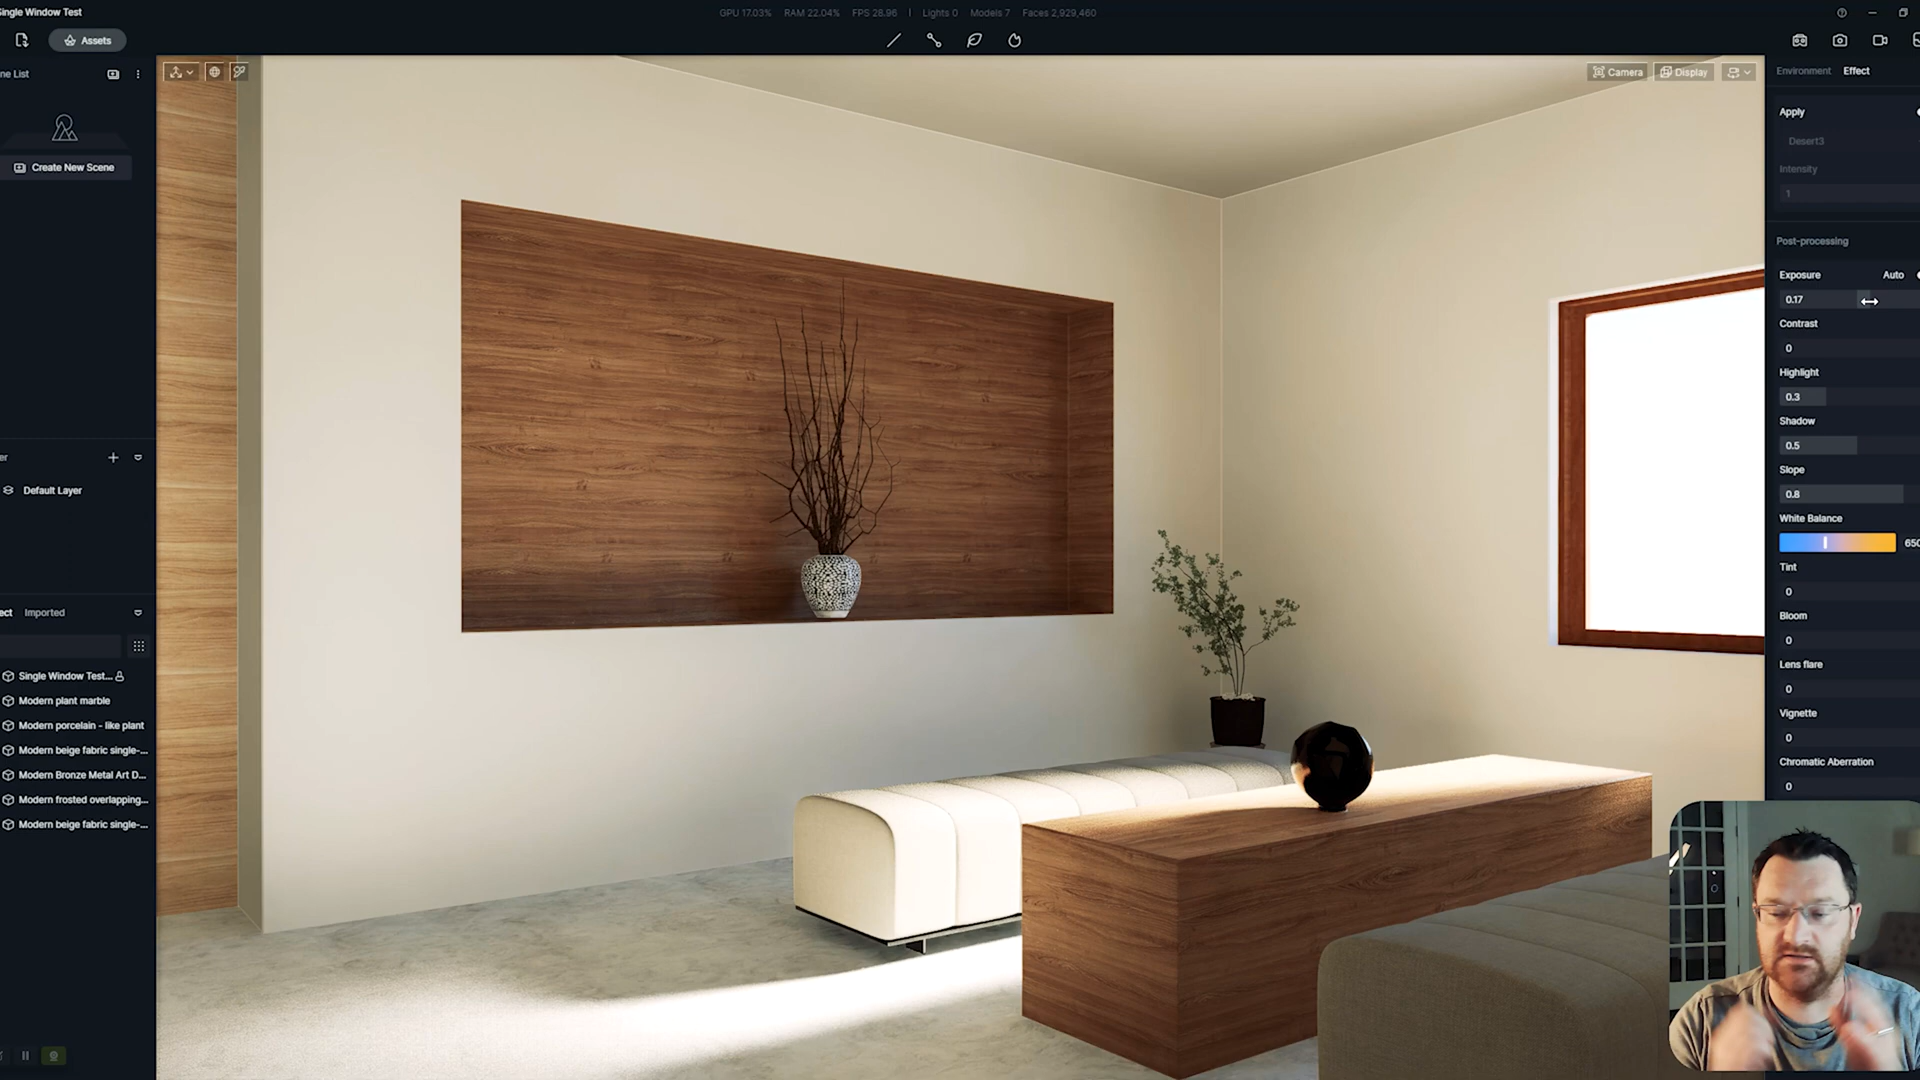 Single Window Test
GPU 17.03% RAM 22.04% FPS 28.96 | Lights 0 Models 7 Faces 2,929,460
Assets
ne List
Create New Scene
er
Default Layer
ect Imported
Single Window Test...
Modern plant marble
Modern porcelain - like plant
Modern beige fabric single-...
Modern Bronze Metal Art D...
Modern frosted overlapping...
Modern beige fabric single-...
Camera Display
Environment Effect
Apply
Desert3
Intensity
1
Post-processing
Exposure Auto
0.17
Contrast
0
Highlight
0.3
Shadow
0.5
Slope
0.8
White Balance
650
Tint
0
Bloom
0
Lens flare
0
Vignette
0
Chromatic Aberration
0